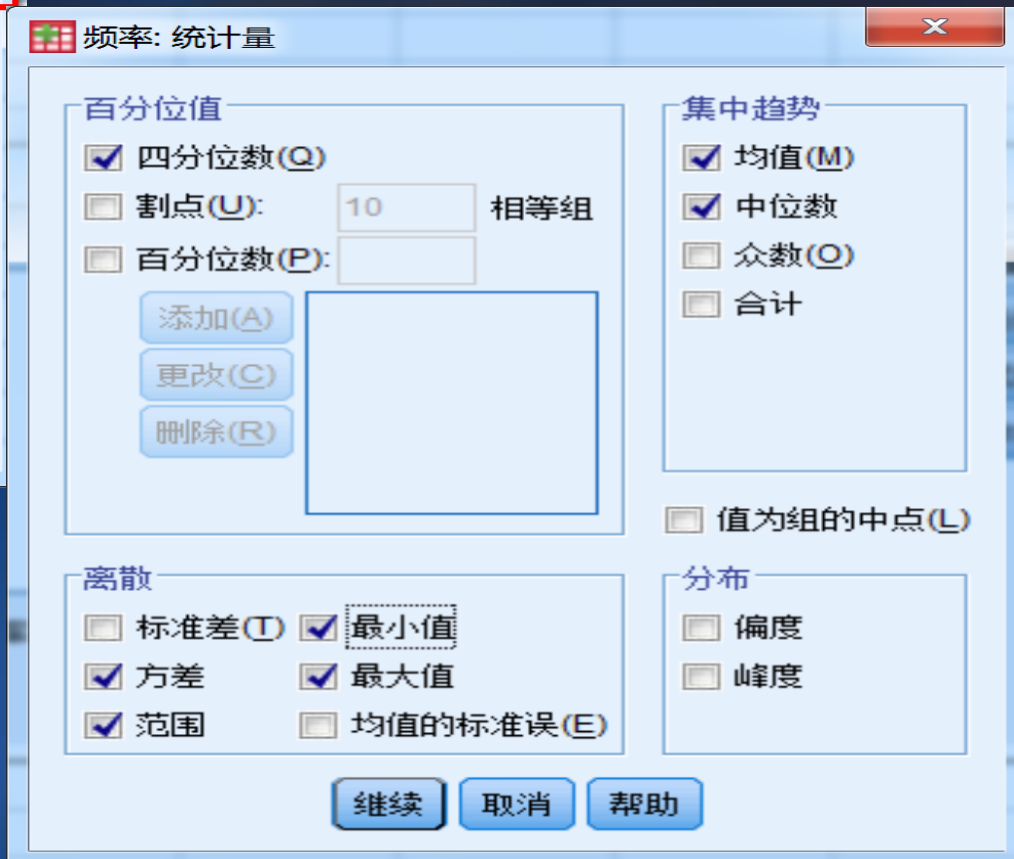 频率: 统计量
百分位值
四分位数(Q)
割点(U): 10 相等组
百分位数(P):
添加(A)
更改(C)
删除(R)
集中趋势
均值(M)
中位数
众数(O)
合计
值为组的中点(L)
离散
标准差(T) 最小值
方差 最大值
范围 均值的标准误(E)
分布
偏度
峰度
继续 取消 帮助